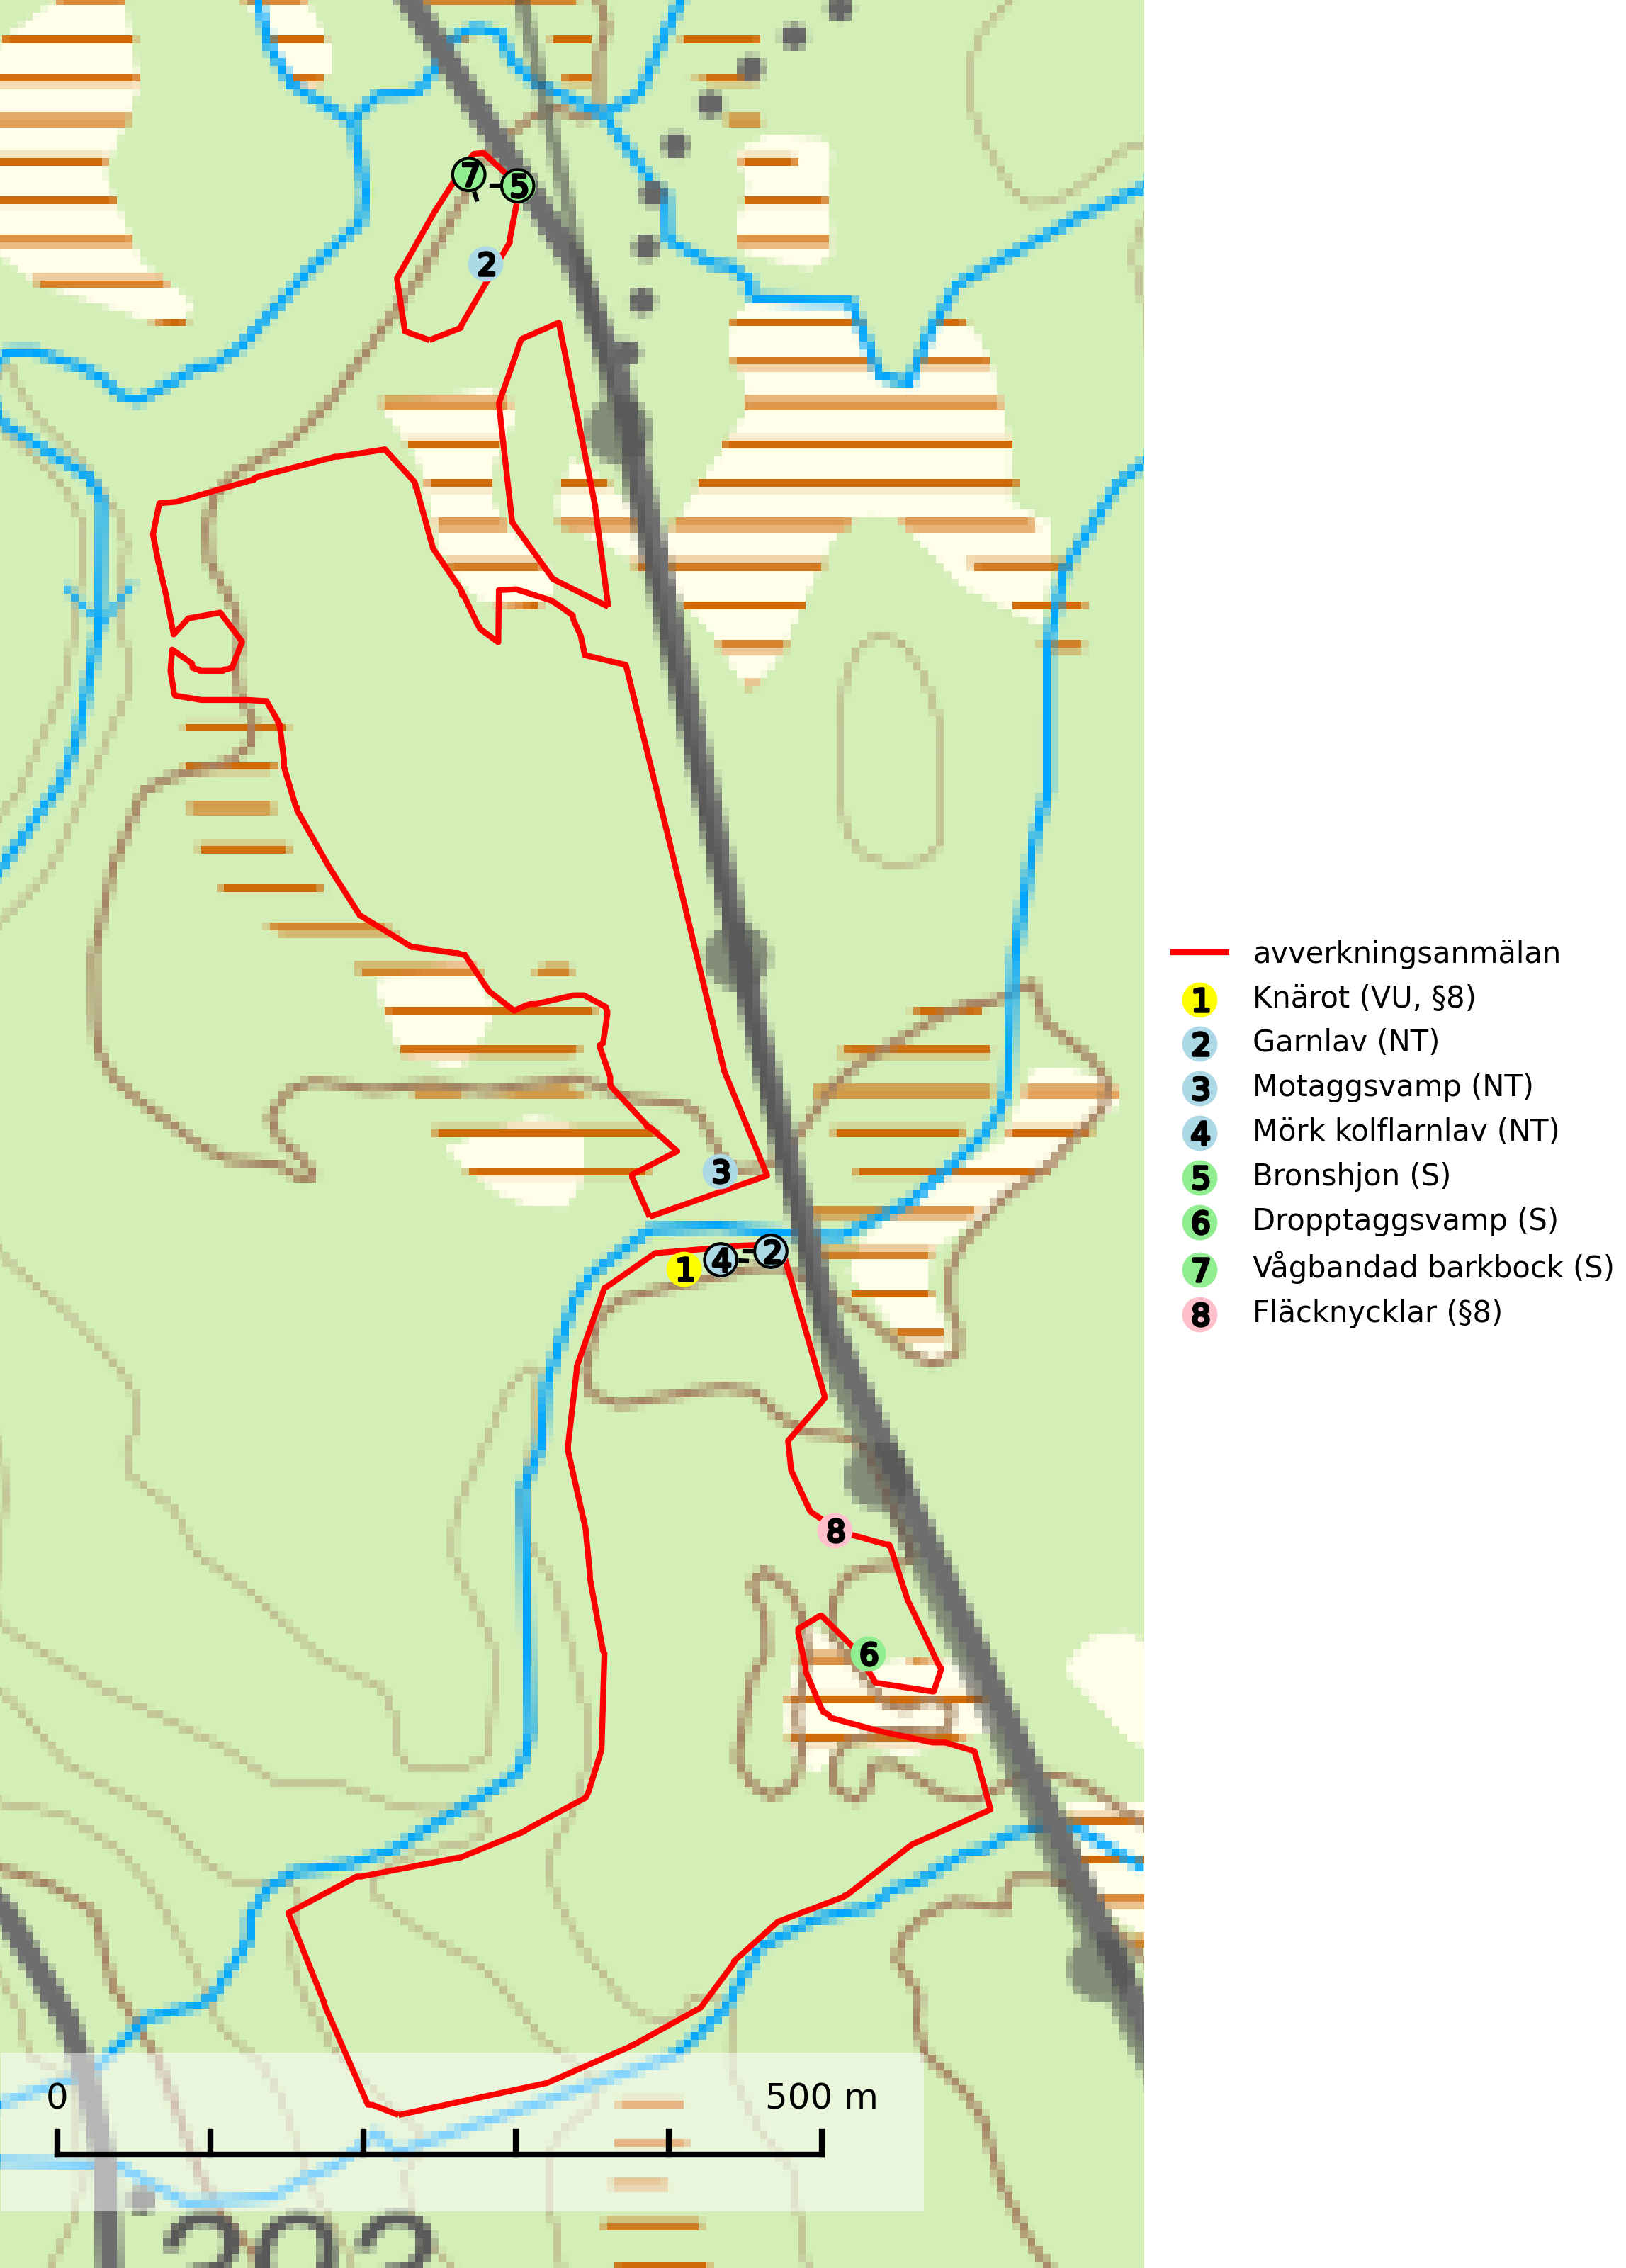 7
5
2
3
1
4
2
8
6
avverkningsanmälan
1 Knärot (VU, §8)
2 Garnlav (NT)
3 Motaggsvamp (NT)
4 Mörk kolflarnlav (NT)
5 Bronshjon (S)
6 Dropptaggsvamp (S)
7 Vågbandad barkbock (S)
8 Fläcknycklar (§8)
0 500 m